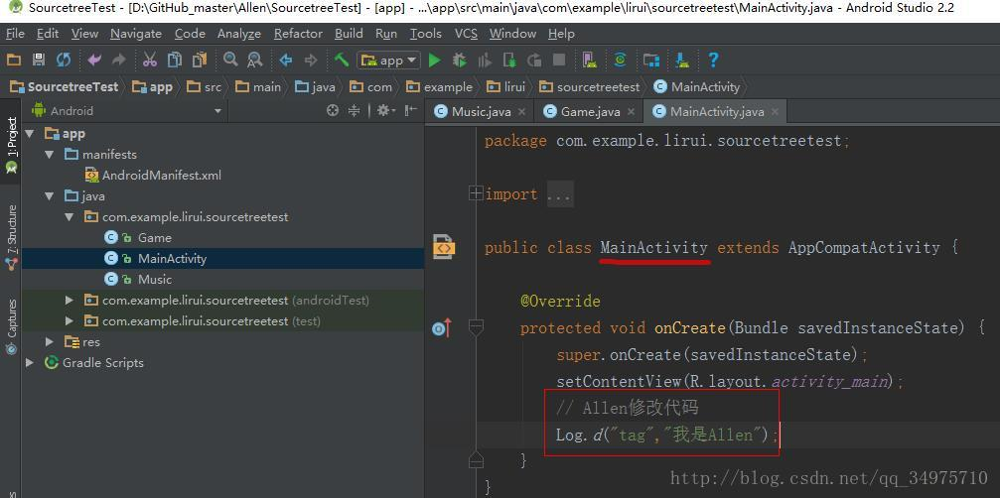 SourcetreeTest - [D:\GitHub_master\Allen\SourcetreeTest] - [app] - ...\app\src\main\java\com\example\lirui\sourcetreetest\MainActivity.java - Android Studio 2.2
File Edit View Navigate Code Analyze Refactor Build Run Tools VCS Window Help
app
SourcetreeTest app src main java com example lirui sourcetreetest MainActivity
Android
Music.java Game.java MainActivity.java
1: Project
7: Structure
Captures
app
manifests
AndroidManifest.xml
java
com.example.lirui.sourcetreetest
Game
MainActivity
Music
com.example.lirui.sourcetreetest (androidTest)
com.example.lirui.sourcetreetest (test)
res
Gradle Scripts
package com.example.lirui.sourcetreetest;
import ...
public class MainActivity extends AppCompatActivity {
@Override
protected void onCreate(Bundle savedInstanceState) {
super.onCreate(savedInstanceState);
setContentView(R.layout.activity_main);
// Allen修改代码
Log.d("tag","我是Allen");
}
}
http://blog.csdn.net/qq_34975710